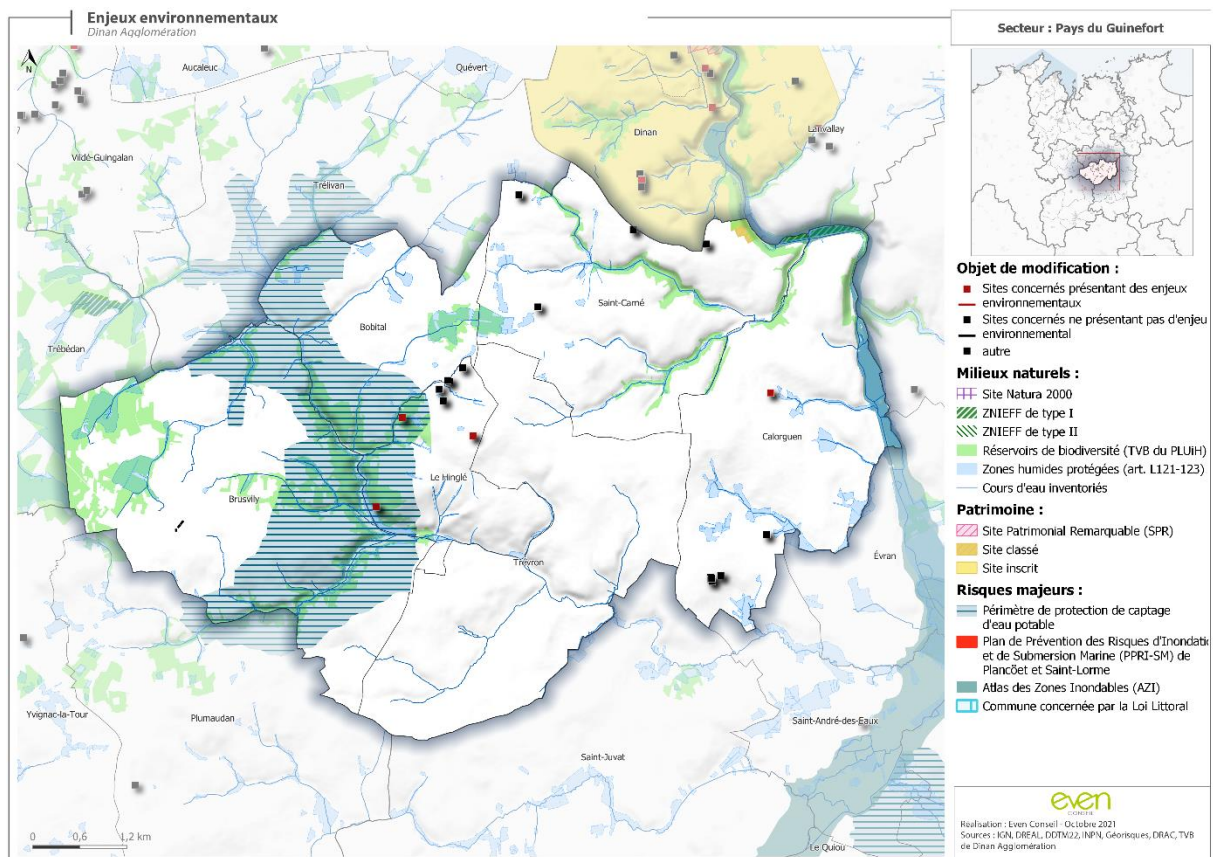 Enjeux environnementaux
Dinan Agglomération
Secteur : Pays du Guinefort
N
Aucaleuc
Quévert
Dinan
Lanvallay
Vildé-Guingalan
Trélivan
Saint-Carné
Bobital
Trébédan
Calorguen
Le Hinglé
Brusvily
Évran
Trévron
Saint-André-des-Eaux
Yvignac-la-Tour
Plumaudan
Saint-Juvat
Le Quiou
0 0,6 1,2 km
Objet de modification :
Sites concernés présentant des enjeux
environnementaux
Sites concernés ne présentant pas d'enjeu
environnemental
autre
Milieux naturels :
Site Natura 2000
ZNIEFF de type I
ZNIEFF de type II
Réservoirs de biodiversité (TVB du PLUiH)
Zones humides protégées (art. L121-123)
Cours d'eau inventoriés
Patrimoine :
Site Patrimonial Remarquable (SPR)
Site classé
Site inscrit
Risques majeurs :
Périmètre de protection de captage
d'eau potable
Plan de Prévention des Risques d'Inondati
et de Submersion Marine (PPRI-SM) de
Plancôet et Saint-Lorme
Atlas des Zones Inondables (AZI)
Commune concernée par la Loi Littoral
even
CONSEIL
Réalisation : Even Conseil - Octobre 2021
Sources : IGN, DREAL, DDTM22, INPN, Géorisques, DRAC, TVB
de Dinan Agglomération